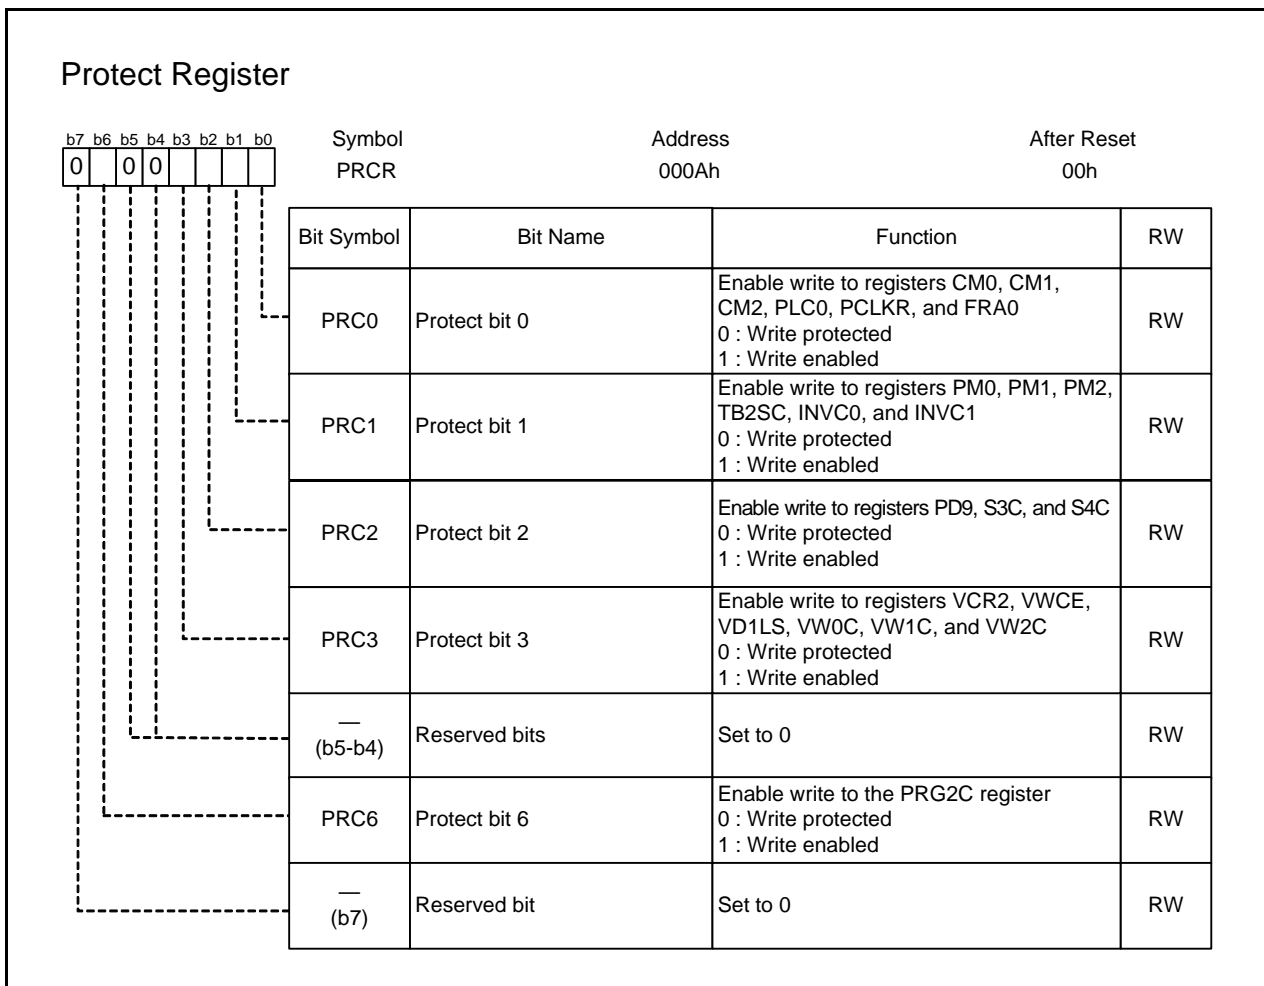 Protect Register
b7 b6 b5 b4 b3 b2 b1 b0
0 0 0
Symbol Address After Reset
PRCR 000Ah 00h
Bit Symbol Bit Name Function RW
PRC0 Protect bit 0 Enable write to registers CM0, CM1,
CM2, PLC0, PCLKR, and FRA0
0 : Write protected
1 : Write enabled
RW
PRC1 Protect bit 1 Enable write to registers PM0, PM1, PM2,
TB2SC, INVC0, and INVC1
0 : Write protected
1 : Write enabled
RW
PRC2 Protect bit 2 Enable write to registers PD9, S3C, and S4C
0 : Write protected
1 : Write enabled
RW
PRC3 Protect bit 3 Enable write to registers VCR2, VWCE,
VD1LS, VW0C, VW1C, and VW2C
0 : Write protected
1 : Write enabled
RW
—
(b5-b4) Reserved bits Set to 0 RW
PRC6 Protect bit 6 Enable write to the PRG2C register
0 : Write protected
1 : Write enabled
RW
—
(b7) Reserved bit Set to 0 RW